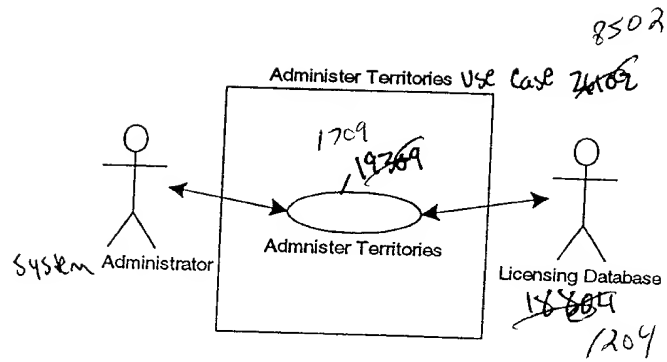 8502
Administer Territories Use Case
1709
Admnister Territories
System Administrator
Licensing Database
1204